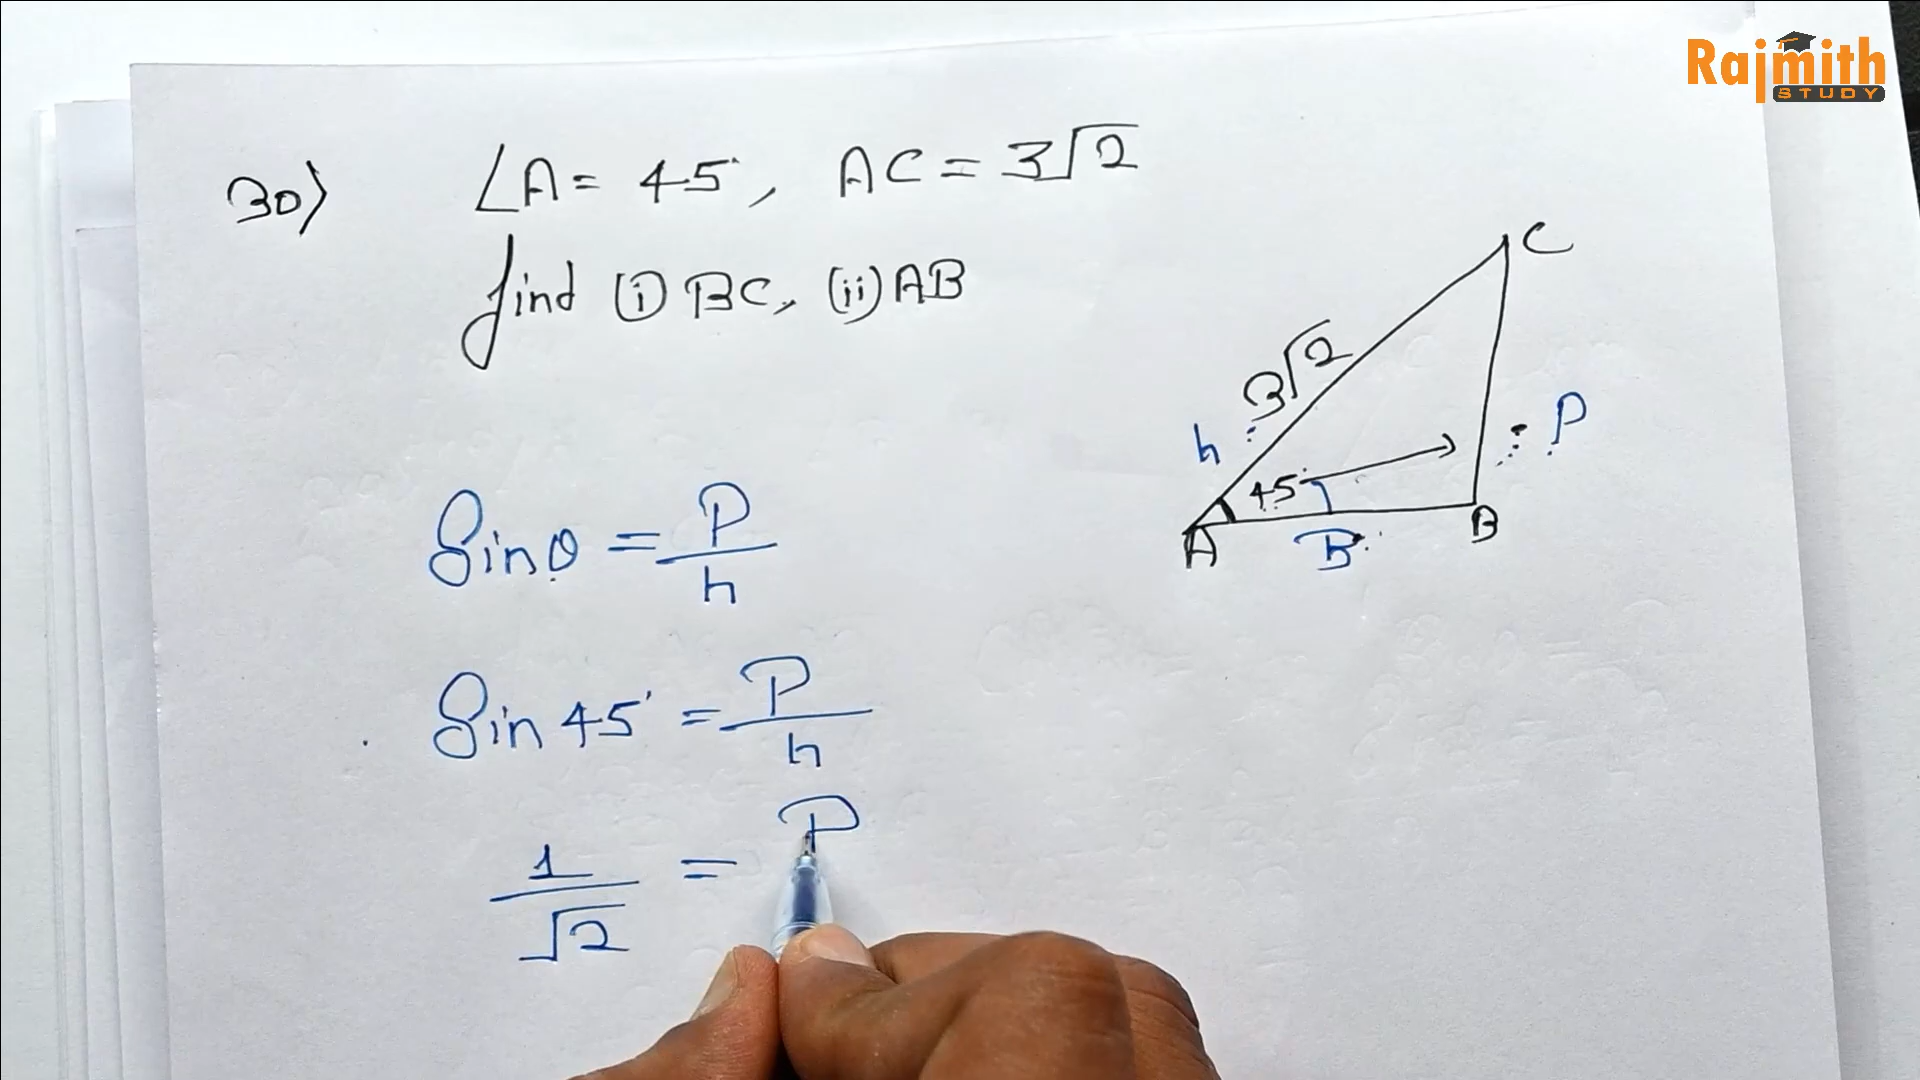 Rajmith
STUDY
30) ∠A = 45°, AC = 3√2
find (i) BC, (ii) AB
C
3√2
h
P
45°
A
B
B
Sinθ = P/h
Sin 45° = P/h
1/√2 = P